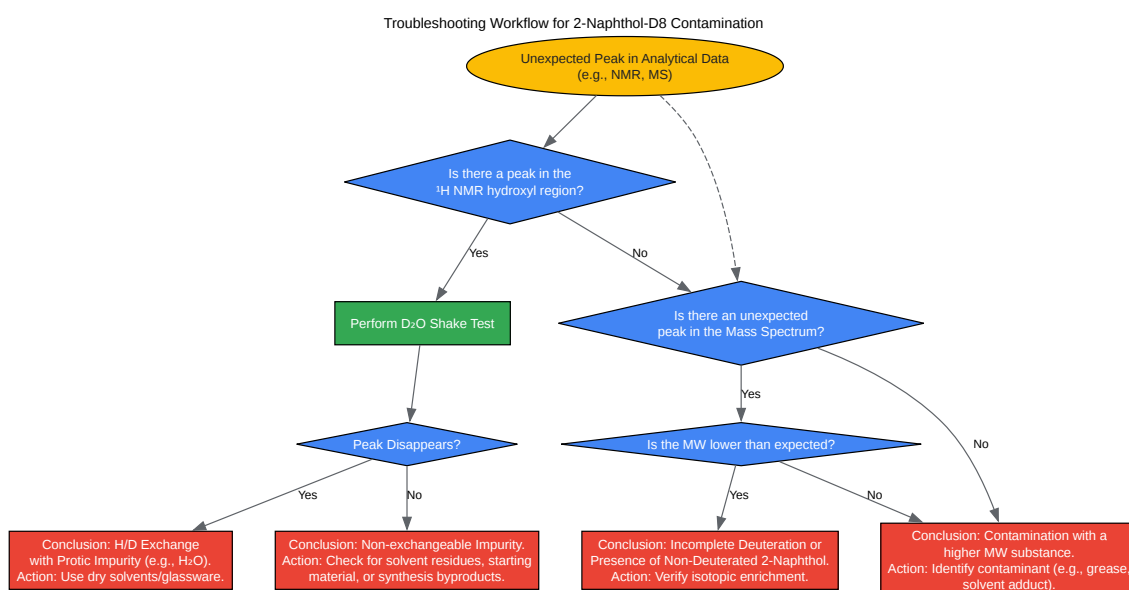 Troubleshooting Workflow for 2-Naphthol-D8 Contamination
Unexpected Peak in Analytical Data
(e.g., NMR, MS)
Is there a peak in the
¹H NMR hydroxyl region?
Yes
No
Perform D₂O Shake Test
Is there an unexpected
peak in the Mass Spectrum?
Yes
No
Peak Disappears?
Is the MW lower than expected?
Yes
No
Yes
No
Conclusion: H/D Exchange
with Protic Impurity (e.g., H₂O).
Action: Use dry solvents/glassware.
Conclusion: Non-exchangeable Impurity.
Action: Check for solvent residues, starting
material, or synthesis byproducts.
Conclusion: Incomplete Deuteration or
Presence of Non-Deuterated 2-Naphthol.
Action: Verify isotopic enrichment.
Conclusion: Contamination with a
higher MW substance.
Action: Identify contaminant (e.g., grease,
solvent adduct).